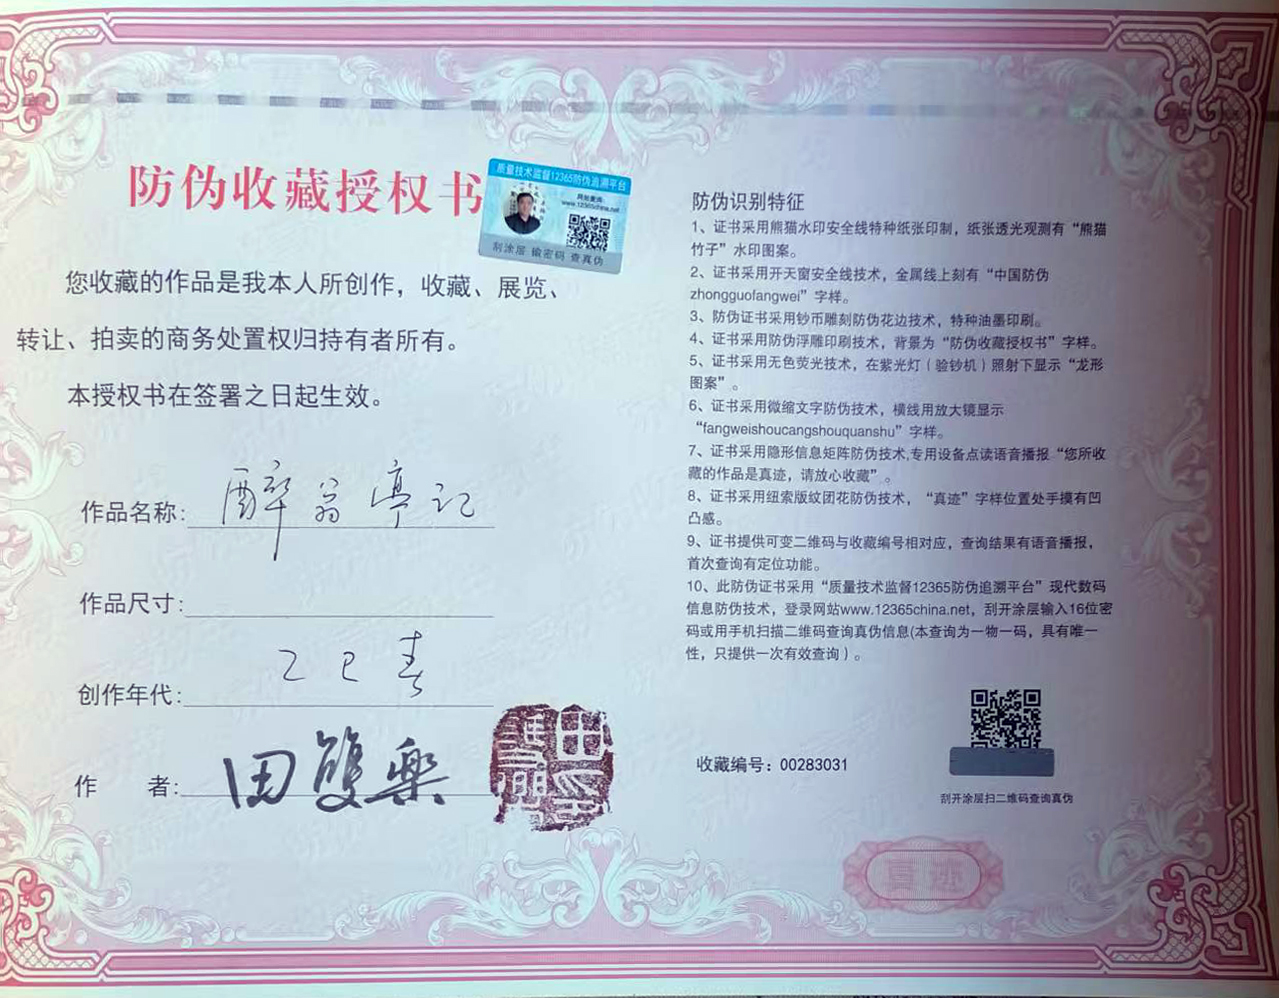 防伪收藏授权书
质量技术监督12365防伪追溯平台
网站查询:
www.12365china.net
刮涂层 输密码 查真伪
您收藏的作品是我本人所创作，收藏、展览、
转让、拍卖的商务处置权归持有者所有。
本授权书在签署之日起生效。
作品名称: 醉翁亭记
作品尺寸:
创作年代: 乙巳春
作 者: 田雙樂
防伪识别特征
1、证书采用熊猫水印安全线特种纸张印制，纸张透光观测有“熊猫
竹子”水印图案。
2、证书采用开天窗安全线技术，金属线上刻有“中国防伪
zhongguofangwei”字样。
3、防伪证书采用钞币雕刻防伪花边技术，特种油墨印刷。
4、证书采用防伪浮雕印刷技术，背景为“防伪收藏授权书”字样。
5、证书采用无色荧光技术，在紫光灯（验钞机）照射下显示“龙形
图案”。
6、证书采用微缩文字防伪技术，横线用放大镜显示
“fangweishoucangshouquanshu”字样。
7、证书采用隐形信息矩阵防伪技术,专用设备点读语音播报“您所收
藏的作品是真迹，请放心收藏”。
8、证书采用纽索版纹团花防伪技术，“真迹”字样位置处手摸有凹
凸感。
9、证书提供可变二维码与收藏编号相对应，查询结果有语音播报，
首次查询有定位功能。
10、此防伪证书采用“质量技术监督12365防伪追溯平台”现代数码
信息防伪技术，登录网站www.12365china.net，刮开涂层输入16位密
码或用手机扫描二维码查询真伪信息(本查询为一物一码，具有唯一
性，只提供一次有效查询）。
收藏编号：00283031
刮开涂层扫二维码查询真伪
真迹